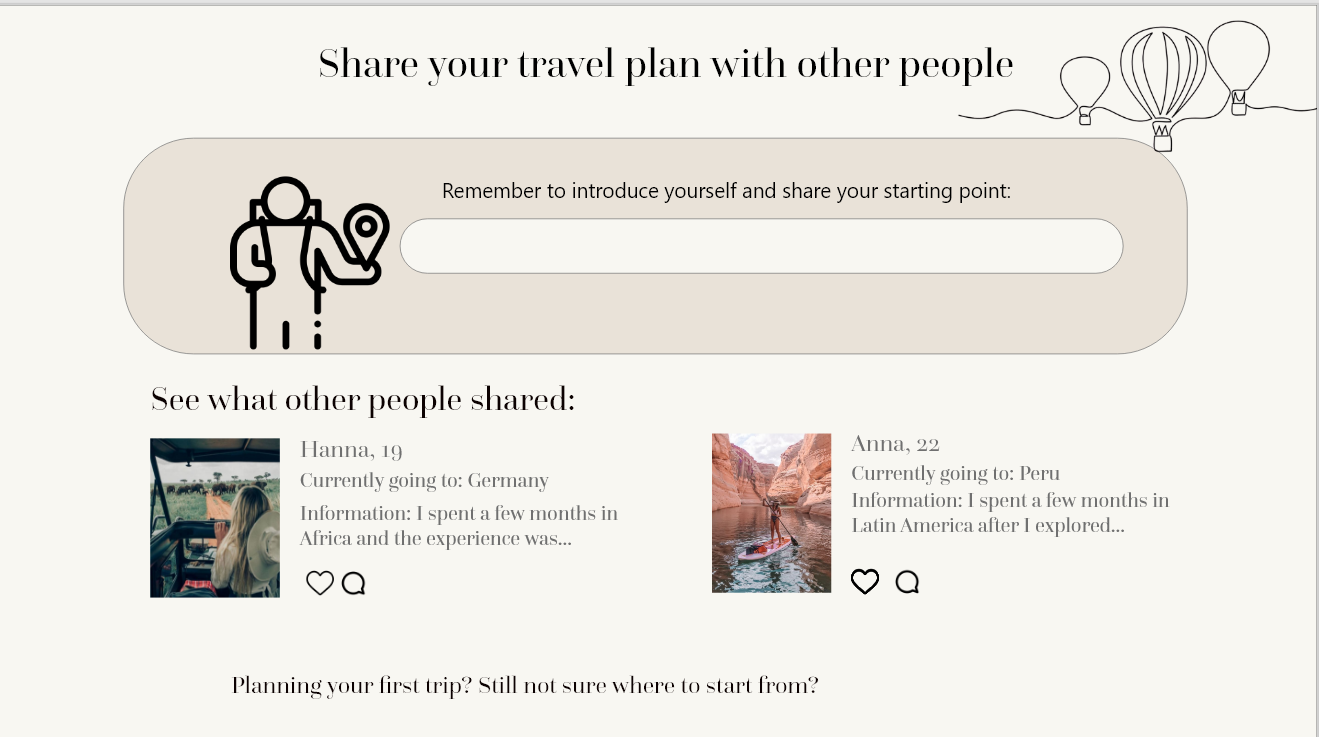 Share your travel plan with other people
Remember to introduce yourself and share your starting point:
See what other people shared:
Hanna, 19
Currently going to: Germany
Information: I spent a few months in
Africa and the experience was...
Anna, 22
Currently going to: Peru
Information: I spent a few months in
Latin America after I explored...
Planning your first trip? Still not sure where to start from?